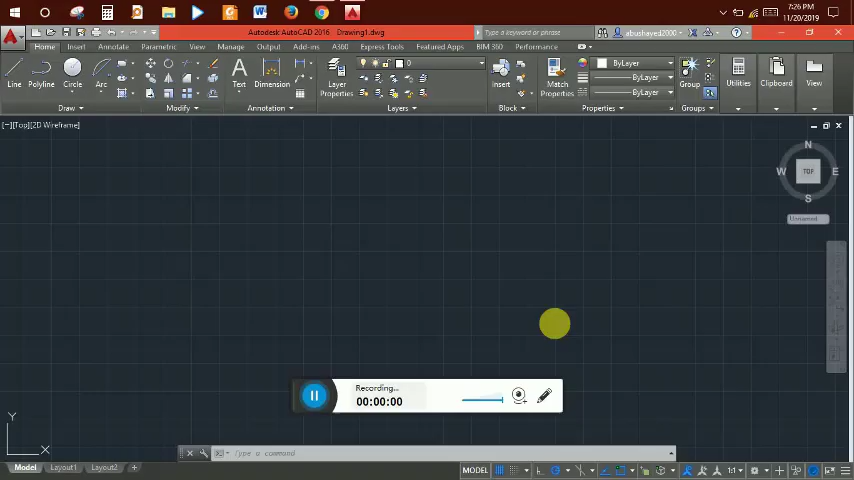 7:26 PM
11/20/2019
Autodesk AutoCAD 2016 Drawing1.dwg
Type a keyword or phrase
abushayed2000
Home Insert Annotate Parametric View Manage Output Add-ins A360 Express Tools Featured Apps BIM 360 Performance
0
ByLayer
ByLayer
ByLayer
Line Polyline Circle Arc
Text Dimension
Layer
Properties
Insert
Match
Properties
Group
Utilities
Clipboard
View
Draw Modify Annotation Layers Block Properties Groups
[−][Top][2D Wireframe]
N
W TOP E
S
Unnamed
Recording...
00:00:00
Y
X
Type a command
Model Layout1 Layout2 +
MODEL 1:1